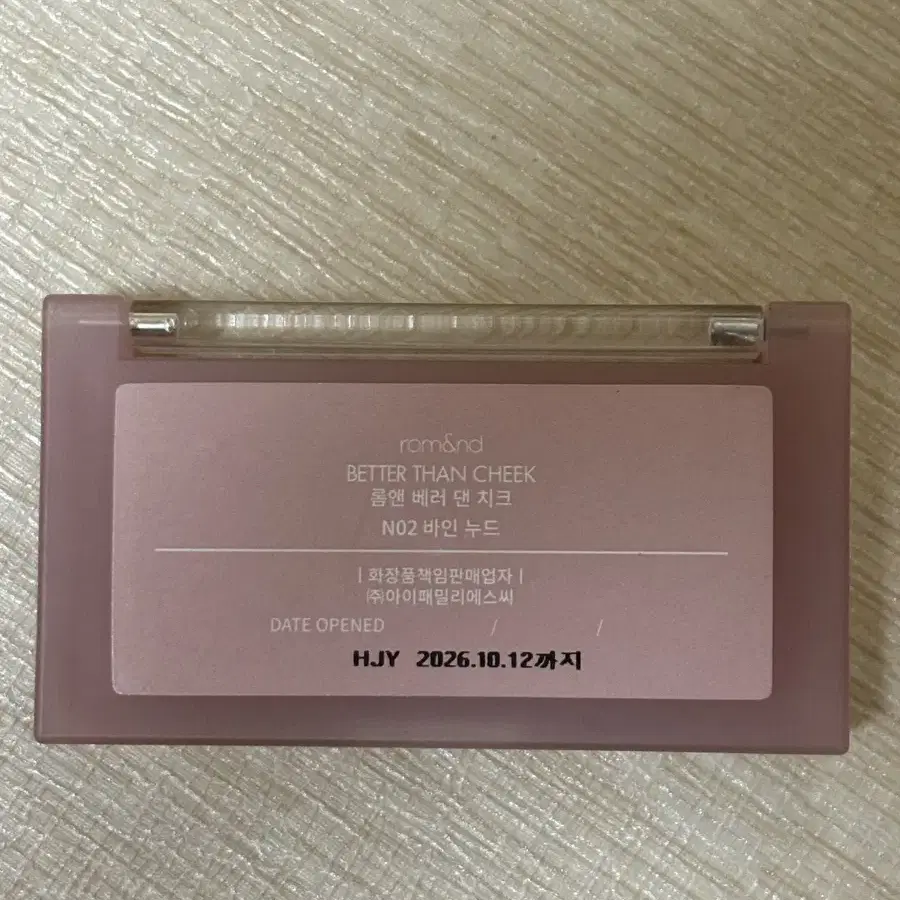 rom&nd
BETTER THAN CHEEK
롬앤 베러 댄 치크
N02 바인 누드
| 화장품책임판매업자 |
㈜아이패밀리에스씨
DATE OPENED / /
HJY 2026.10.12까지